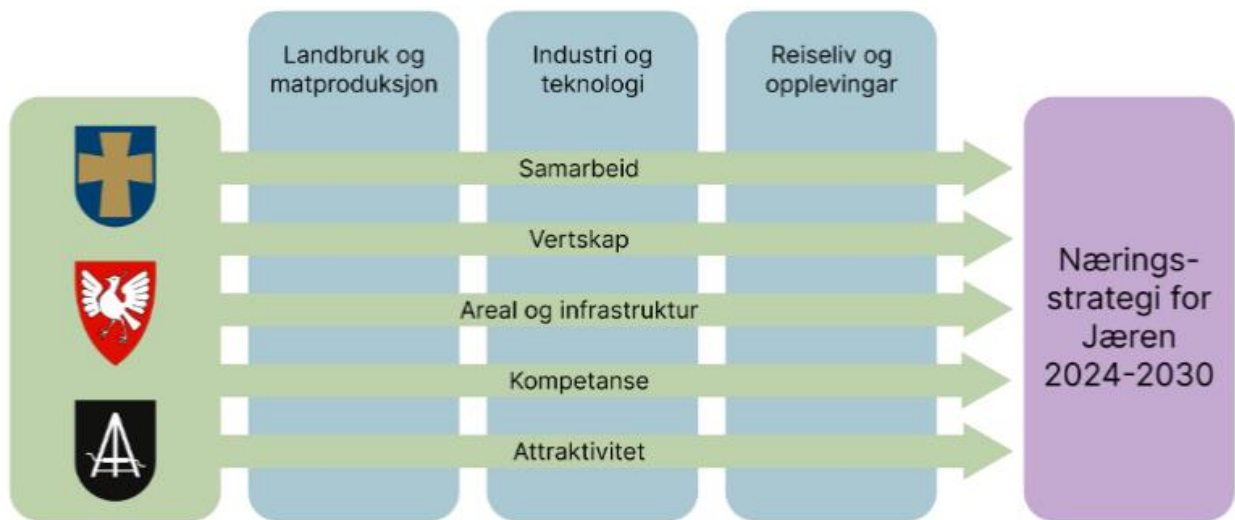 Landbruk og
matproduksjon
Industri og
teknologi
Reiseliv og
opplevingar
Samarbeid
Vertskap
Areal og infrastruktur
Kompetanse
Attraktivitet
Nærings-
strategi for
Jæren
2024-2030